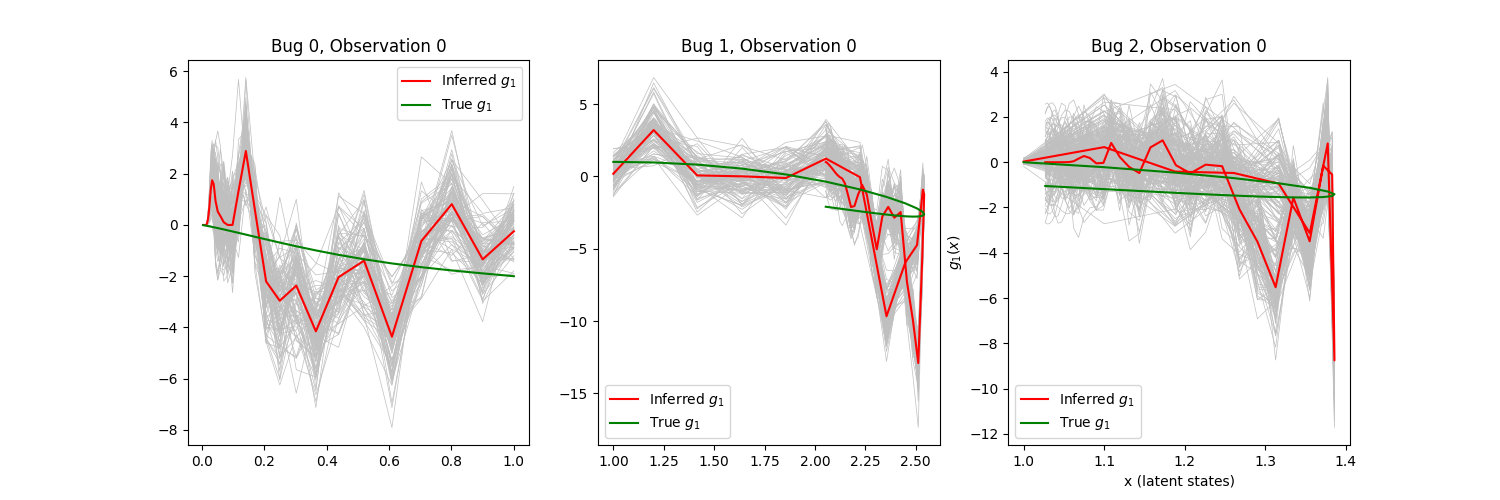 Bug 0, Observation 0
6
4
2
0
−2
−4
−6
−8
0.0 0.2 0.4 0.6 0.8 1.0
Inferred g₁
True g₁
Bug 1, Observation 0
5
0
−5
−10
−15
1.00 1.25 1.50 1.75 2.00 2.25 2.50
Inferred g₁
True g₁
Bug 2, Observation 0
g₁(x)
4
2
0
−2
−4
−6
−8
−10
−12
1.0 1.1 1.2 1.3 1.4
x (latent states)
Inferred g₁
True g₁